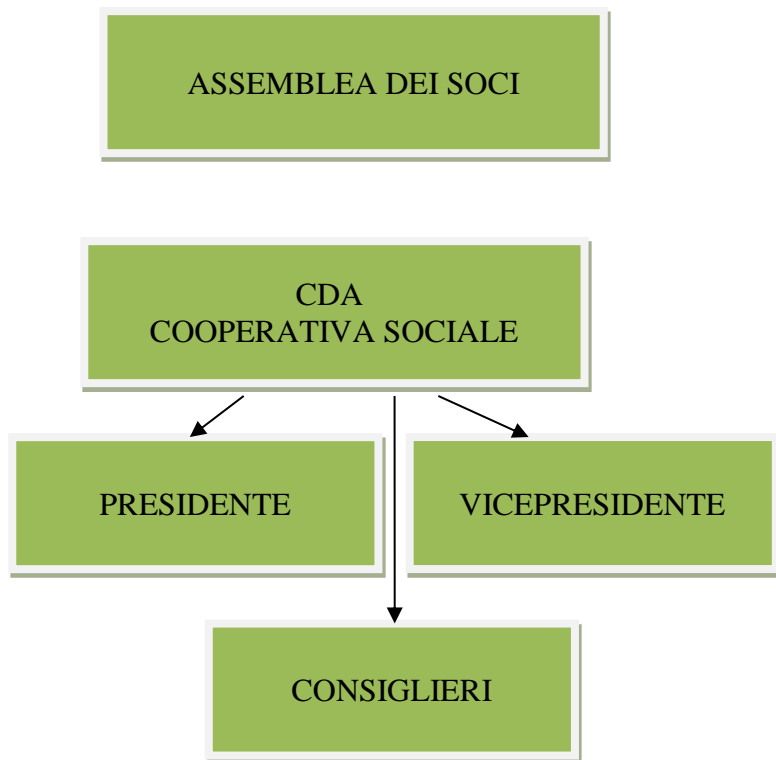 ASSEMBLEA DEI SOCI
CDA
COOPERATIVA SOCIALE
PRESIDENTE
VICEPRESIDENTE
CONSIGLIERI